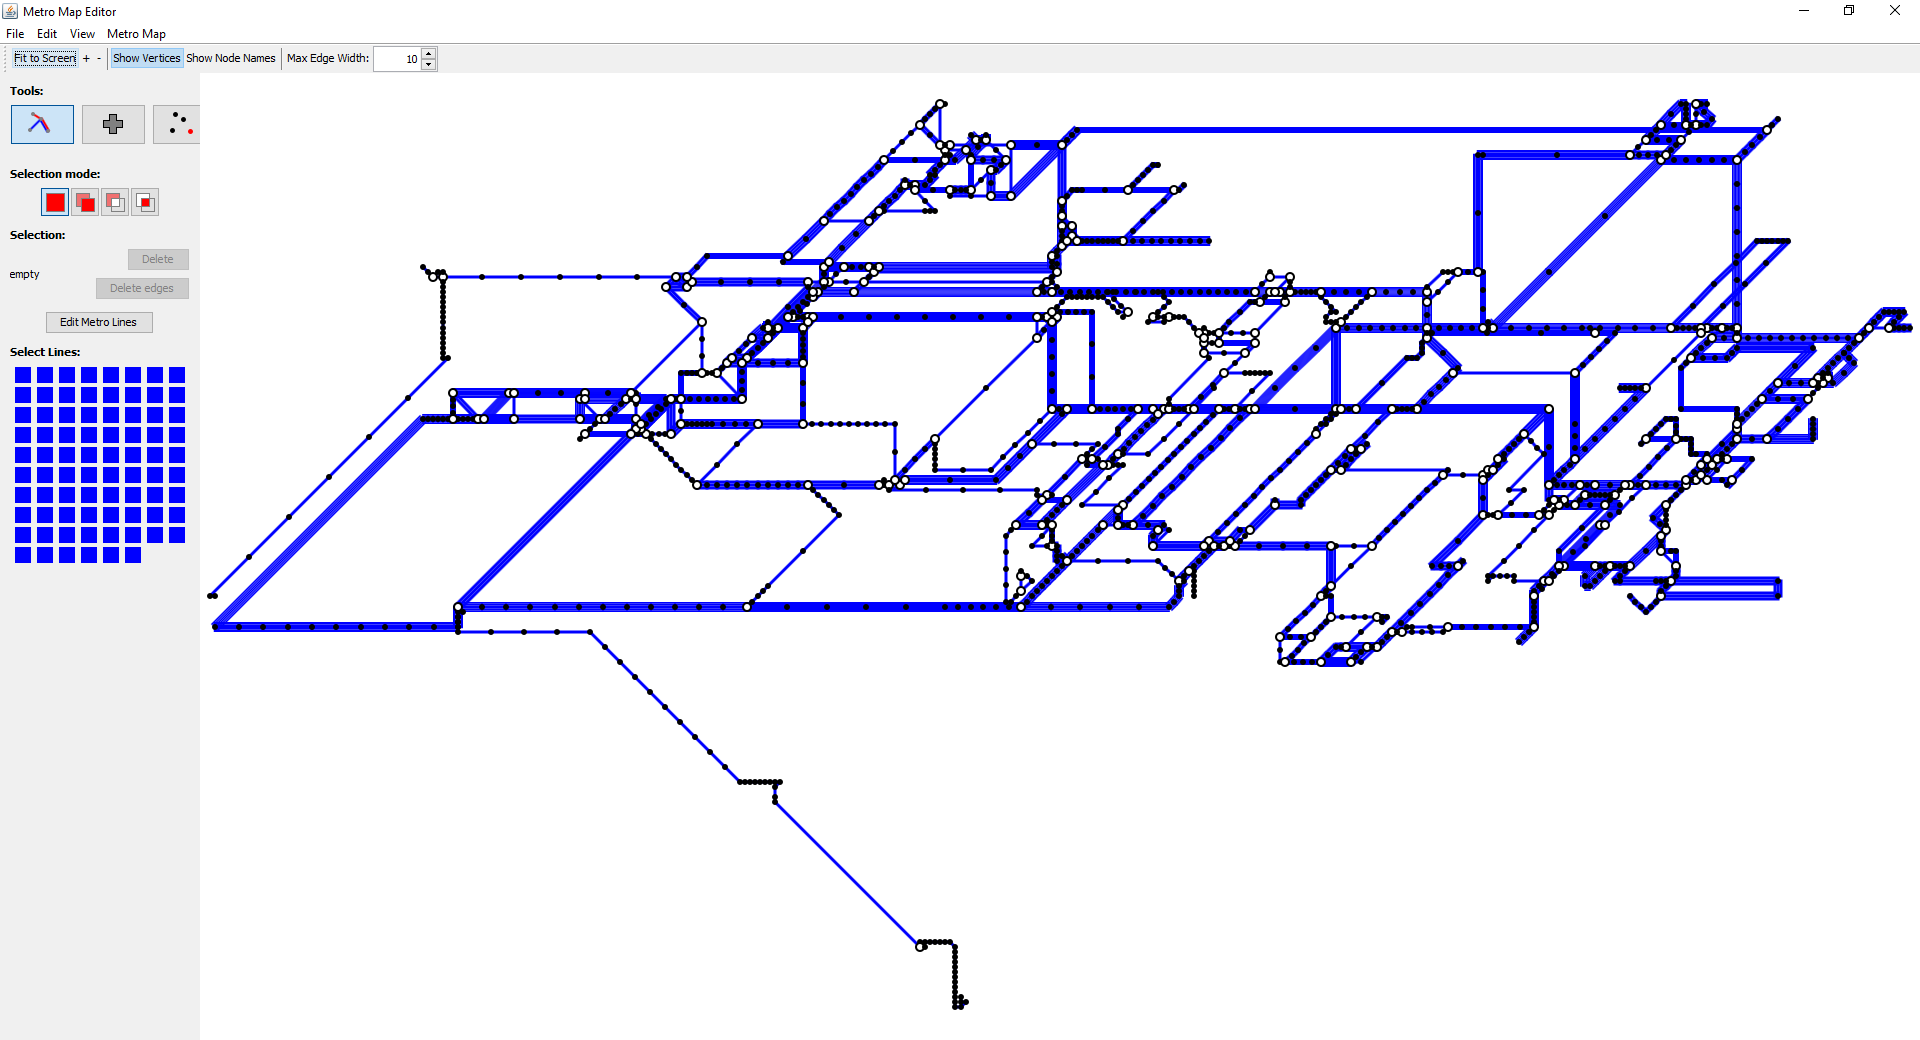 Metro Map Editor
File Edit View Metro Map
Fit to Screen + - Show Vertices Show Node Names Max Edge Width: 10
Tools:
Selection mode:
Selection:
Delete
empty
Delete edges
Edit Metro Lines
Select Lines: